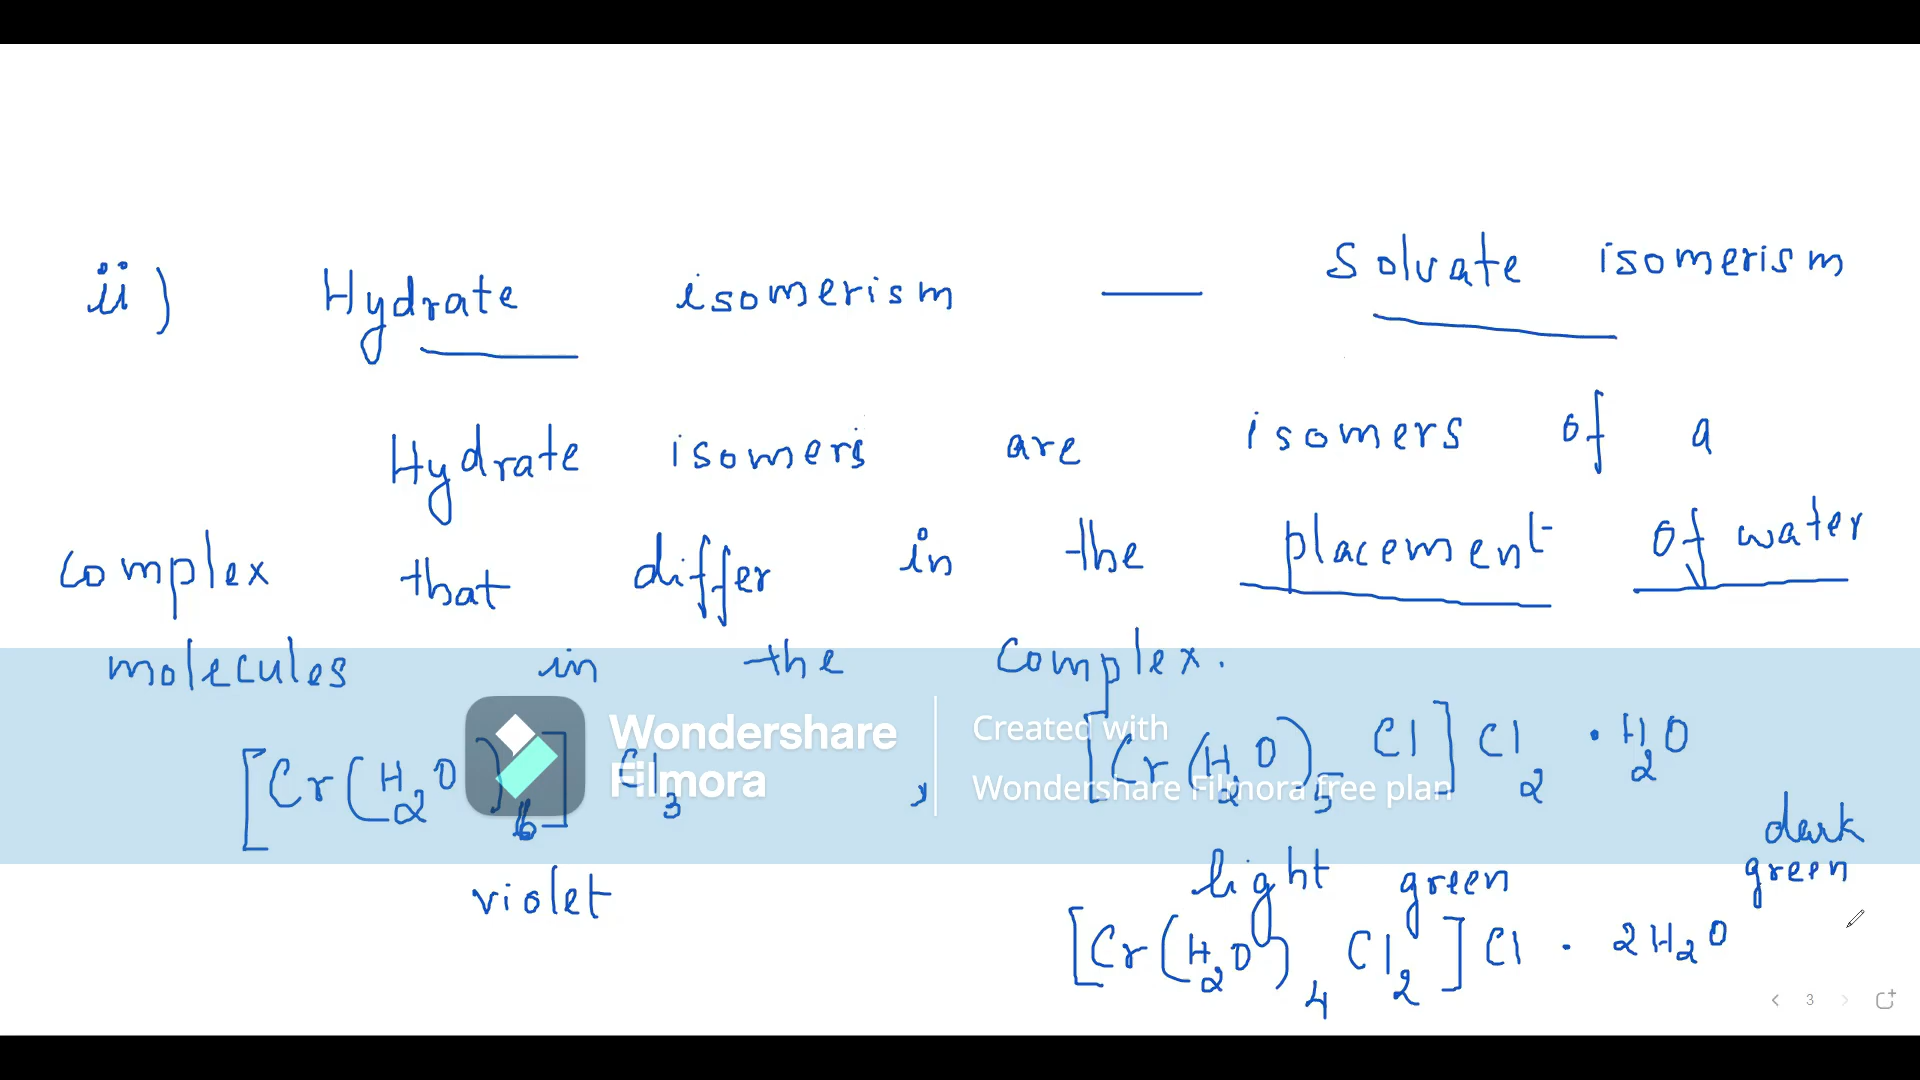 ii) Hydrate isomerism — Solvate isomerism
Hydrate isomers are isomers of a
complex that differ in the placement of water
molecules in the complex.
[Cr(H₂O)₆]Cl₃ , [Cr(H₂O)₅Cl]Cl₂ · H₂O
violet
light green
dark green
[Cr(H₂O)₄Cl₂]Cl · 2H₂O
Wondershare
Filmora
Created with
Wondershare Filmora free plan
3